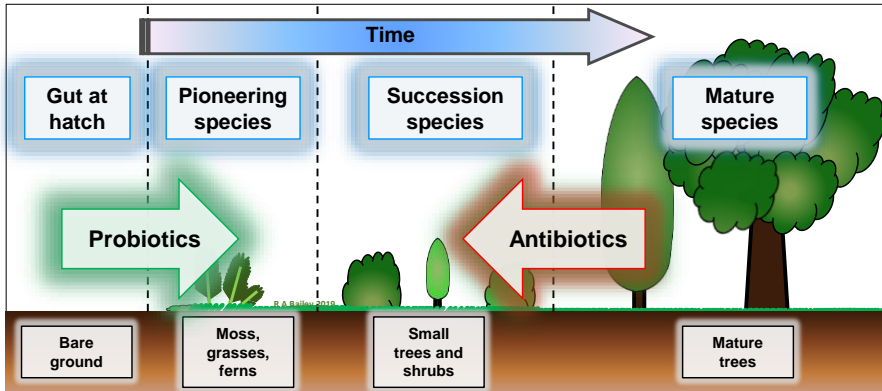 Time
Gut at
hatch
Pioneering
species
Succession
species
Mature
species
Probiotics
Antibiotics
R A Bailey 2019
Bare
ground
Moss,
grasses,
ferns
Small
trees and
shrubs
Mature
trees